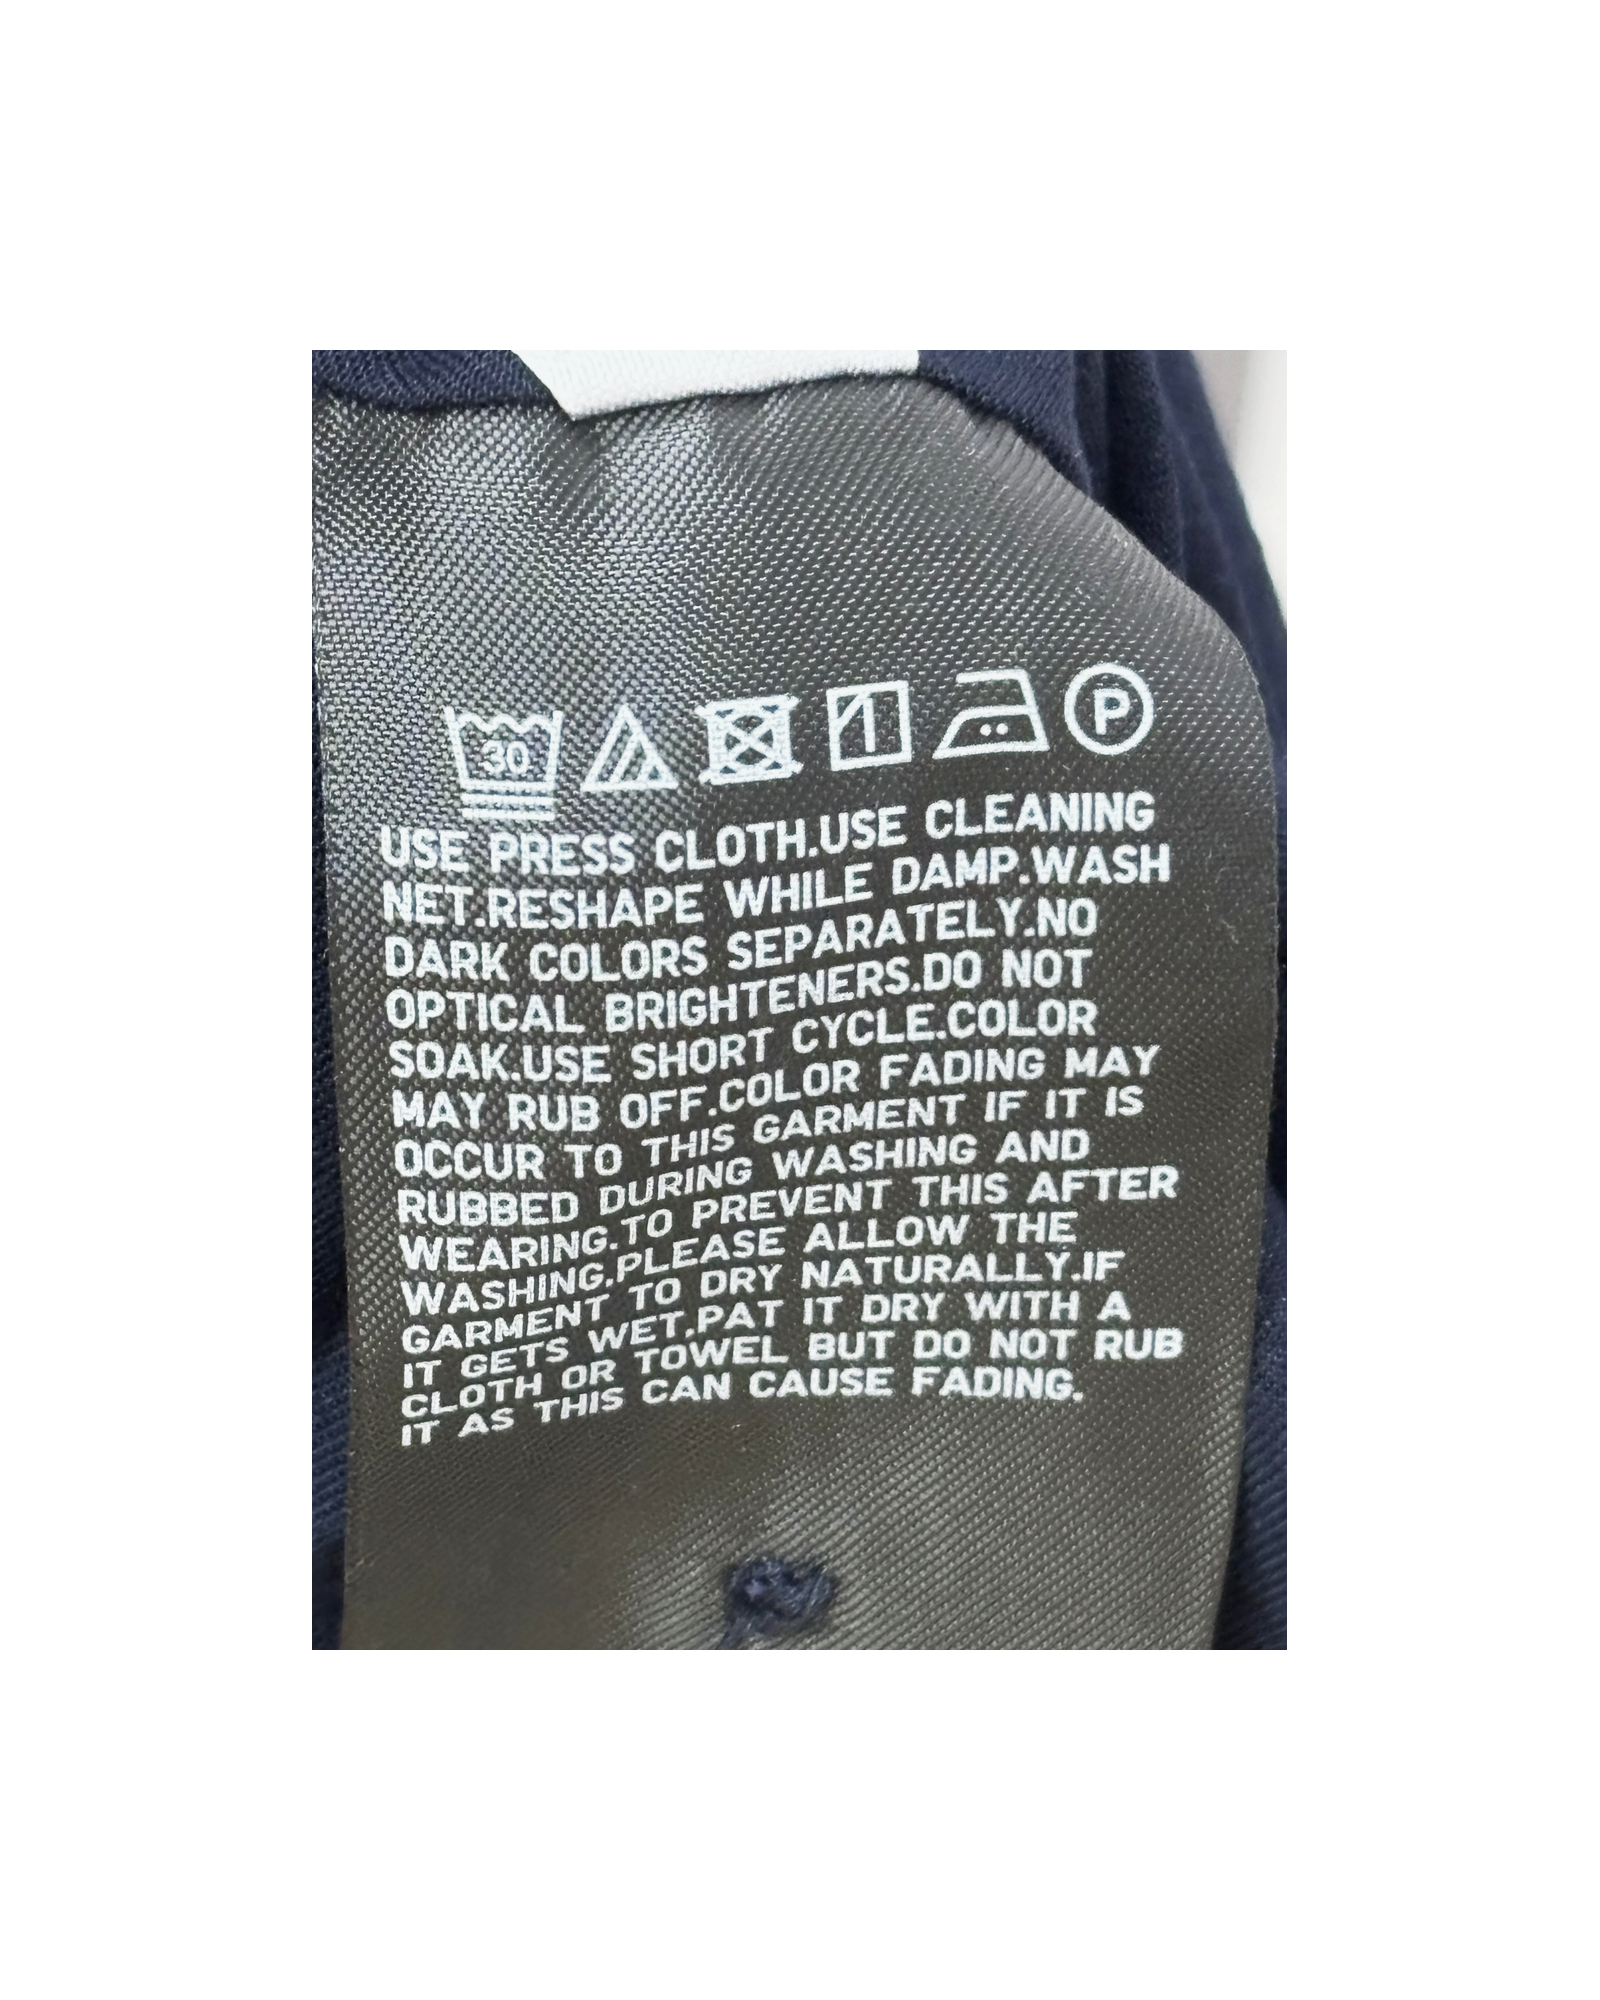 30
P
USE PRESS CLOTH.USE CLEANING
NET.RESHAPE WHILE DAMP.WASH
DARK COLORS SEPARATELY.NO
OPTICAL BRIGHTENERS.DO NOT
SOAK.USE SHORT CYCLE.COLOR
MAY RUB OFF.COLOR FADING MAY
OCCUR TO THIS GARMENT IF IT IS
RUBBED DURING WASHING AND
WEARING.TO PREVENT THIS AFTER
WASHING,PLEASE ALLOW THE
GARMENT TO DRY NATURALLY.IF
IT GETS WET,PAT IT DRY WITH A
CLOTH OR TOWEL BUT DO NOT RUB
IT AS THIS CAN CAUSE FADING.